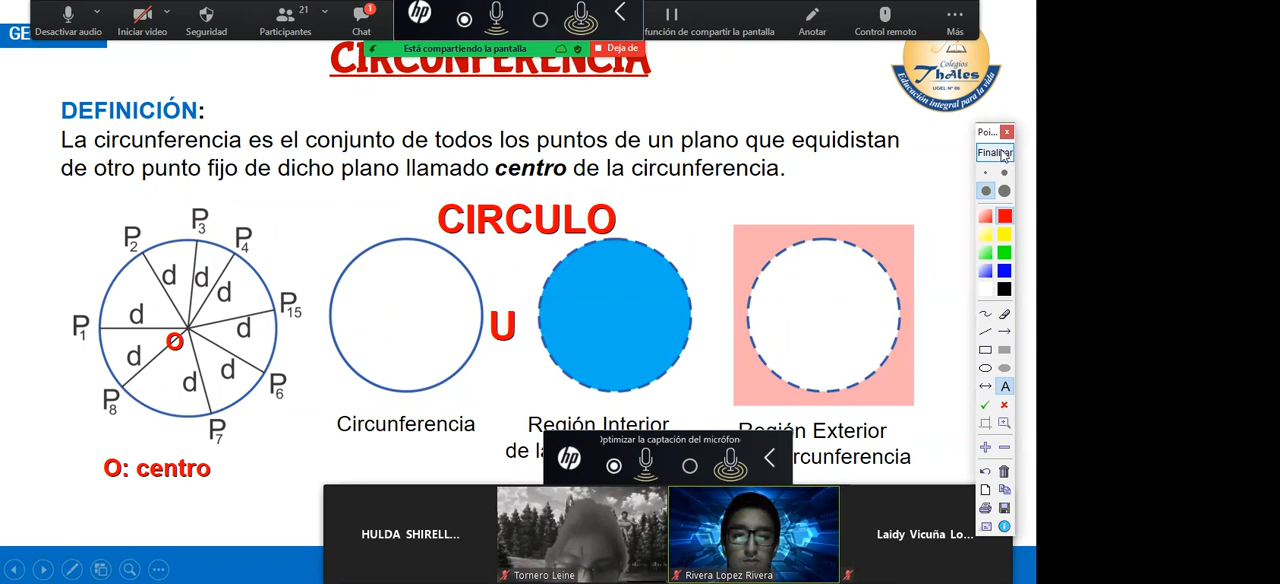 21
1
Desactivar audio
Iniciar video
Seguridad
Participantes
Chat
hp
función de compartir la pantalla
Anotar
Control remoto
Más
Está compartiendo la pantalla
Deja de
GE
CIRCUNFERENCIA
Colegios
Thales
UGEL Nº 06
Educación integral para la vida
DEFINICIÓN:
La circunferencia es el conjunto de todos los puntos de un plano que equidistan
de otro punto fijo de dicho plano llamado centro de la circunferencia.
Poi...
x
Finalizar
A
CIRCULO
P3
P2
P4
d
d
d
P15
d
P1
d
U
O
d
d
d
P6
P8
P7
Circunferencia
Región Interior
de la
Región Exterior
rcunferencia
O: centro
Optimizar la captación del micrófon
hp
HULDA SHIRELL...
Laidy Vicuña Lo...
Tornero Leine
Rivera Lopez Rivera